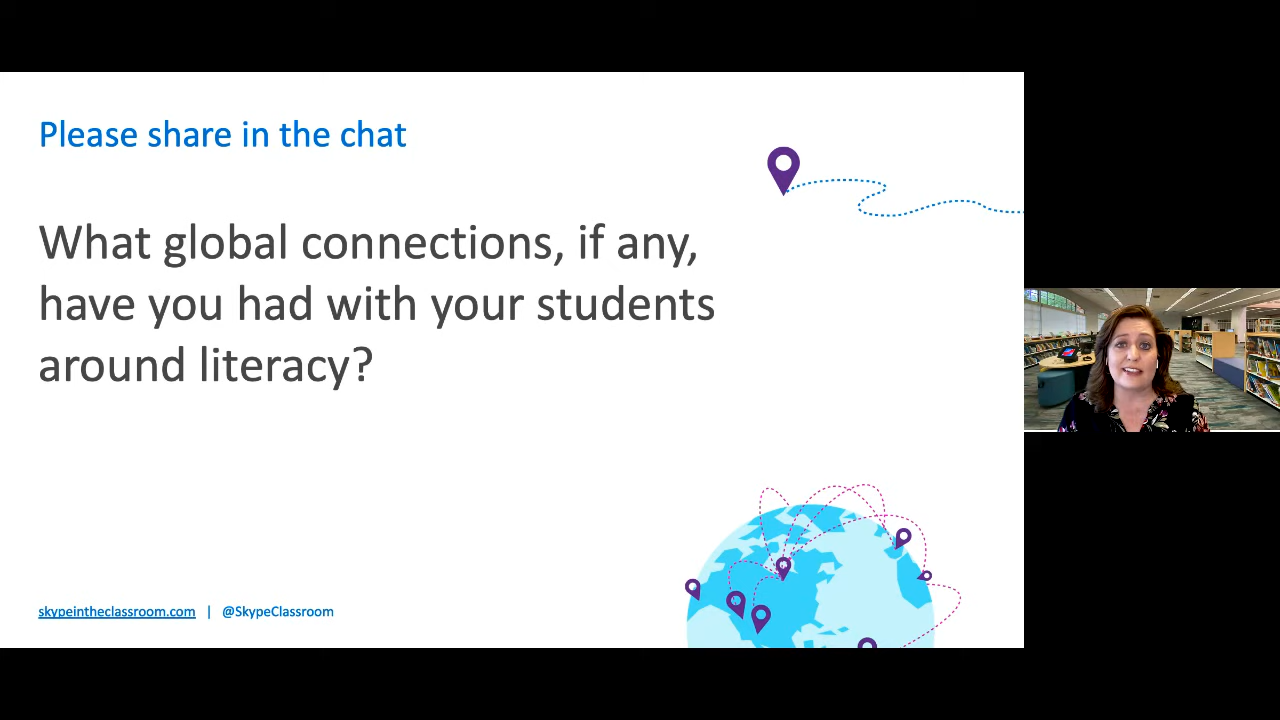 Please share in the chat
What global connections, if any,
have you had with your students
around literacy?
skypeintheclassroom.com | @SkypeClassroom